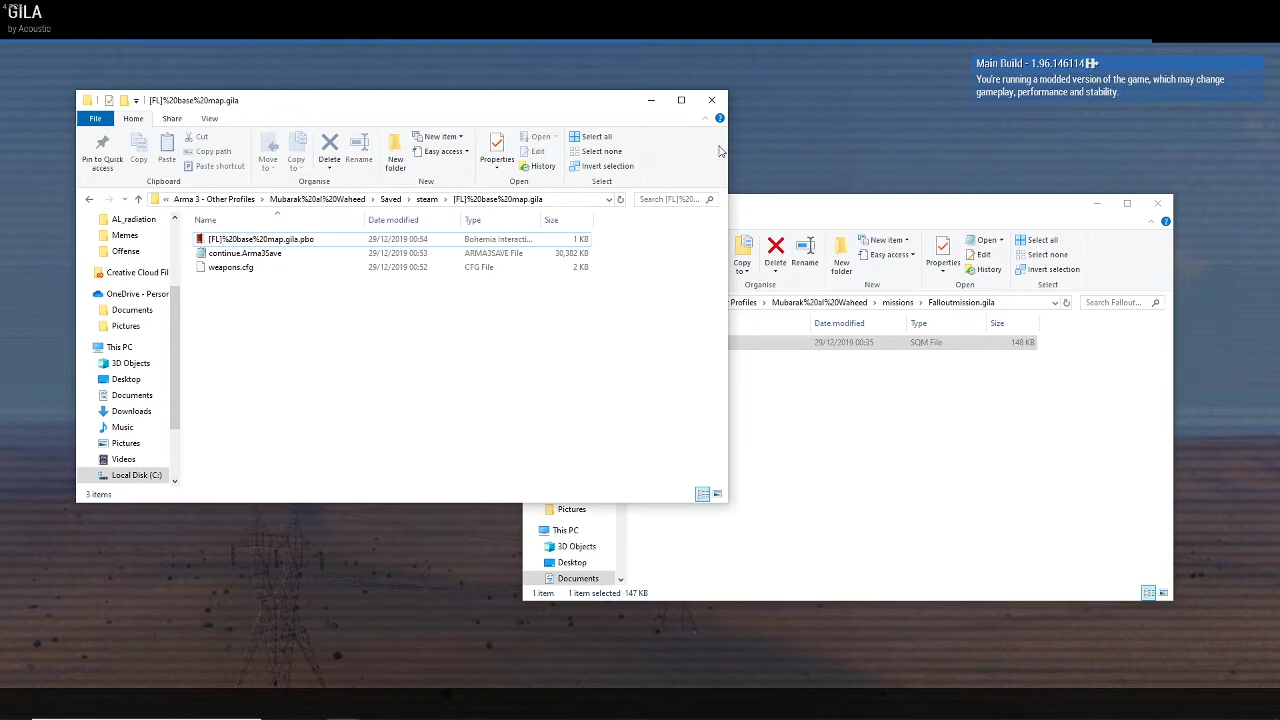 GILA
by Acoustic
Main Build - 1.96.146114
You're running a modded version of the game, which may change
gameplay, performance and stability.
[FL]%20base%20map.gila
File
Home
Share
View
Pin to Quick
access
Copy
Paste
Cut
Copy path
Paste shortcut
Clipboard
Move
to
Copy
to
Delete
Rename
Organise
New
folder
New item
Easy access
New
Properties
Open
Edit
History
Open
Select all
Select none
Invert selection
Select
« Arma 3 - Other Profiles > Mubarak%20al%20Waheed > Saved > steam > [FL]%20base%20map.gila
Search [FL]%20...
AL_radiation
Memes
Offense
Creative Cloud Fil
OneDrive - Person
Documents
Pictures
This PC
3D Objects
Desktop
Documents
Downloads
Music
Pictures
Videos
Local Disk (C:)
Name Date modified Type Size
[FL]%20base%20map.gila.pbo 29/12/2019 00:54 Bohemia Interacti... 1 KB
continue.Arma3Save 29/12/2019 00:53 ARMA3SAVE File 30,382 KB
weapons.cfg 29/12/2019 00:52 CFG File 2 KB
3 items
Copy
to
Delete
Rename
Organise
New
folder
New item
Easy access
New
Properties
Open
Edit
History
Open
Select all
Select none
Invert selection
Select
Profiles > Mubarak%20al%20Waheed > missions > Falloutmission.gila
Search Fallout...
Date modified Type Size
29/12/2019 00:35 SQM File 148 KB
Pictures
This PC
3D Objects
Desktop
Documents
1 item 1 item selected 147 KB